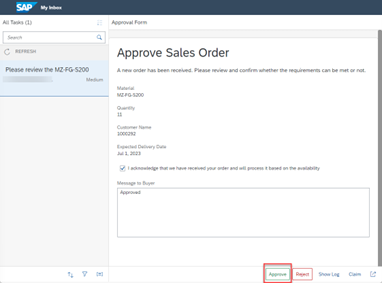 SAP My Inbox
All Tasks (1)
Approval Form
Search
REFRESH
Please review the MZ-FG-S200
Medium
Approve Sales Order
A new order has been received. Please review and confirm whether the requirements can be met or not.
Material
MZ-FG-S200
Quantity
11
Customer Name
1000292
Expected Delivery Date
Jul 1, 2023
I acknowledge that we have received your order and will process it based on the availability
Message to Buyer
Approved
Approve Reject Show Log Claim